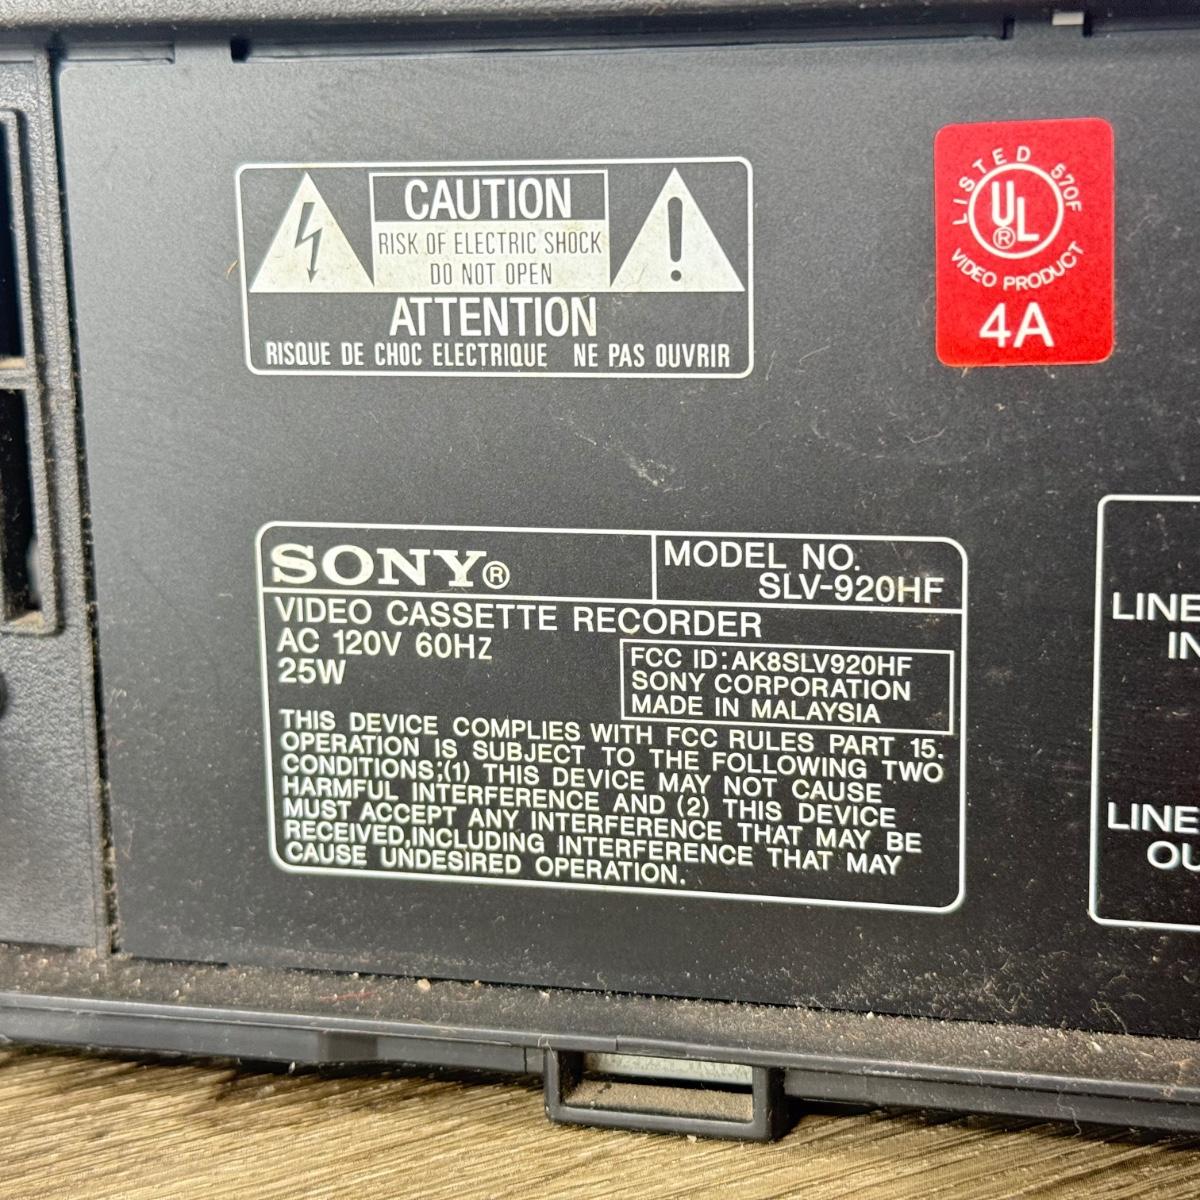 CAUTION
RISK OF ELECTRIC SHOCK
DO NOT OPEN
ATTENTION
RISQUE DE CHOC ELECTRIQUE NE PAS OUVRIR
LISTED 570F
UL®
VIDEO PRODUCT
4A
SONY®
MODEL NO.
SLV-920HF
VIDEO CASSETTE RECORDER
AC 120V 60HZ
25W
FCC ID:AK8SLV920HF
SONY CORPORATION
MADE IN MALAYSIA
THIS DEVICE COMPLIES WITH FCC RULES PART 15.
OPERATION IS SUBJECT TO THE FOLLOWING TWO
CONDITIONS:(1) THIS DEVICE MAY NOT CAUSE
HARMFUL INTERFERENCE AND (2) THIS DEVICE
MUST ACCEPT ANY INTERFERENCE THAT MAY BE
RECEIVED,INCLUDING INTERFERENCE THAT MAY
CAUSE UNDESIRED OPERATION.
LINE
IN
LINE
OU